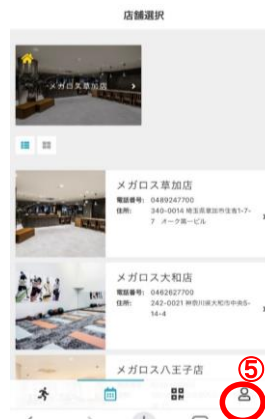 店舗選択
メガロス草加店
メガロス草加店
電話番号: 0489247700
住所: 340-0014 埼玉県草加市住吉1-7-
7 オーク第一ビル
メガロス大和店
電話番号: 0462627700
住所: 242-0021 神奈川県大和市中央5-
14-4
メガロス八王子店
⑤